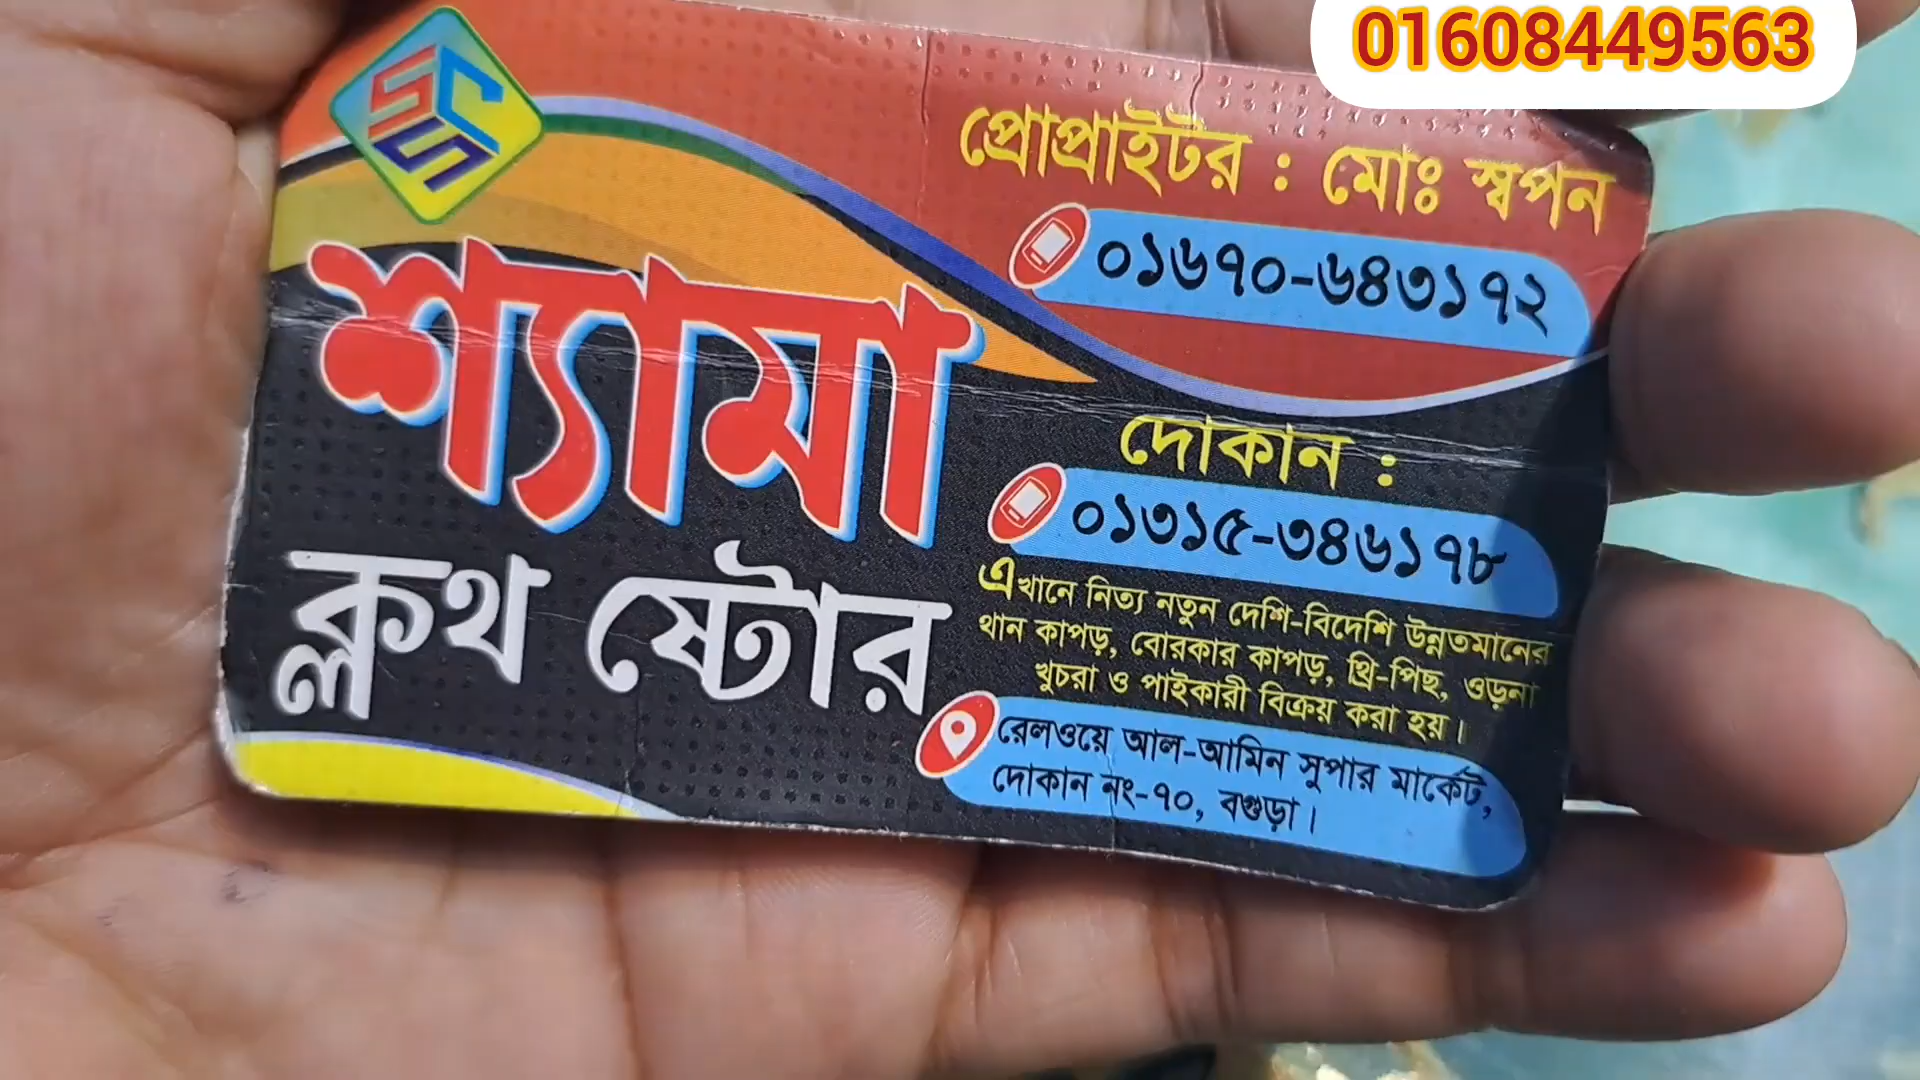 01608449563
SCS
প্রোপ্রাইটর : মোঃ স্বপন
০১৬৭০-৬৪৩১৭২
শ্যামা
ক্লথ ষ্টোর
দোকান :
০১৩১৫-৩৪৬১৭৮
এখানে নিত্য নতুন দেশি-বিদেশি উন্নতমানের
থান কাপড়, বোরকার কাপড়, থ্রি-পিছ, ওড়না
খুচরা ও পাইকারী বিক্রয় করা হয়।
রেলওয়ে আল-আমিন সুপার মার্কেট,
দোকান নং-৭০, বগুড়া।